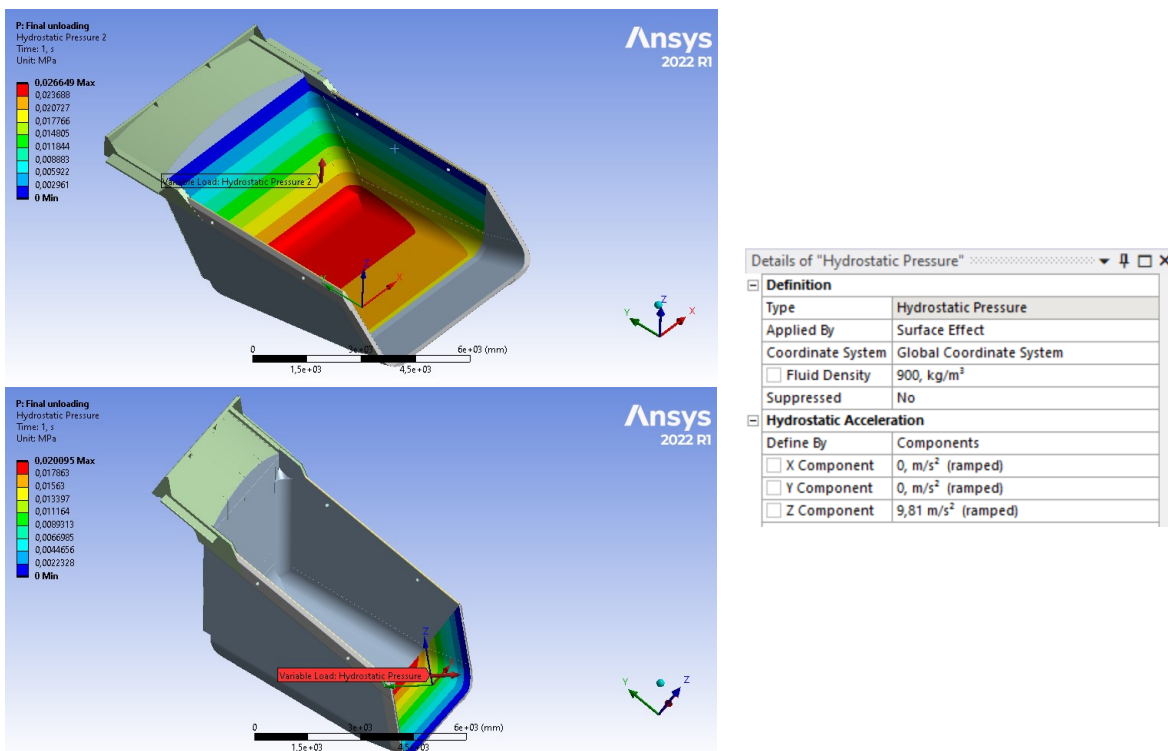 P: Final unloading
Hydrostatic Pressure 2
Time: 1, s
Unit: MPa
0,026649 Max
0,023688
0,020727
0,017766
0,014805
0,011844
0,008883
0,005922
0,002961
0 Min
Ansys
2022 R1
Variable Load: Hydrostatic Pressure 2
Z
X
Z
Y
X
0
3e+03
6e+03 (mm)
1,5e+03
4,5e+03
P: Final unloading
Hydrostatic Pressure
Time: 1, s
Unit: MPa
0,020095 Max
0,017863
0,01563
0,013397
0,011164
0,0089313
0,0066985
0,0044656
0,0022328
0 Min
Ansys
2022 R1
Z
Variable Load: Hydrostatic Pressure
Y
Z
0
3e+03
6e+03 (mm)
1,5e+03
4,5e+03
Details of "Hydrostatic Pressure"
Definition
Type Hydrostatic Pressure
Applied By Surface Effect
Coordinate System Global Coordinate System
Fluid Density 900, kg/m³
Suppressed No
Hydrostatic Acceleration
Define By Components
X Component 0, m/s² (ramped)
Y Component 0, m/s² (ramped)
Z Component 9,81 m/s² (ramped)